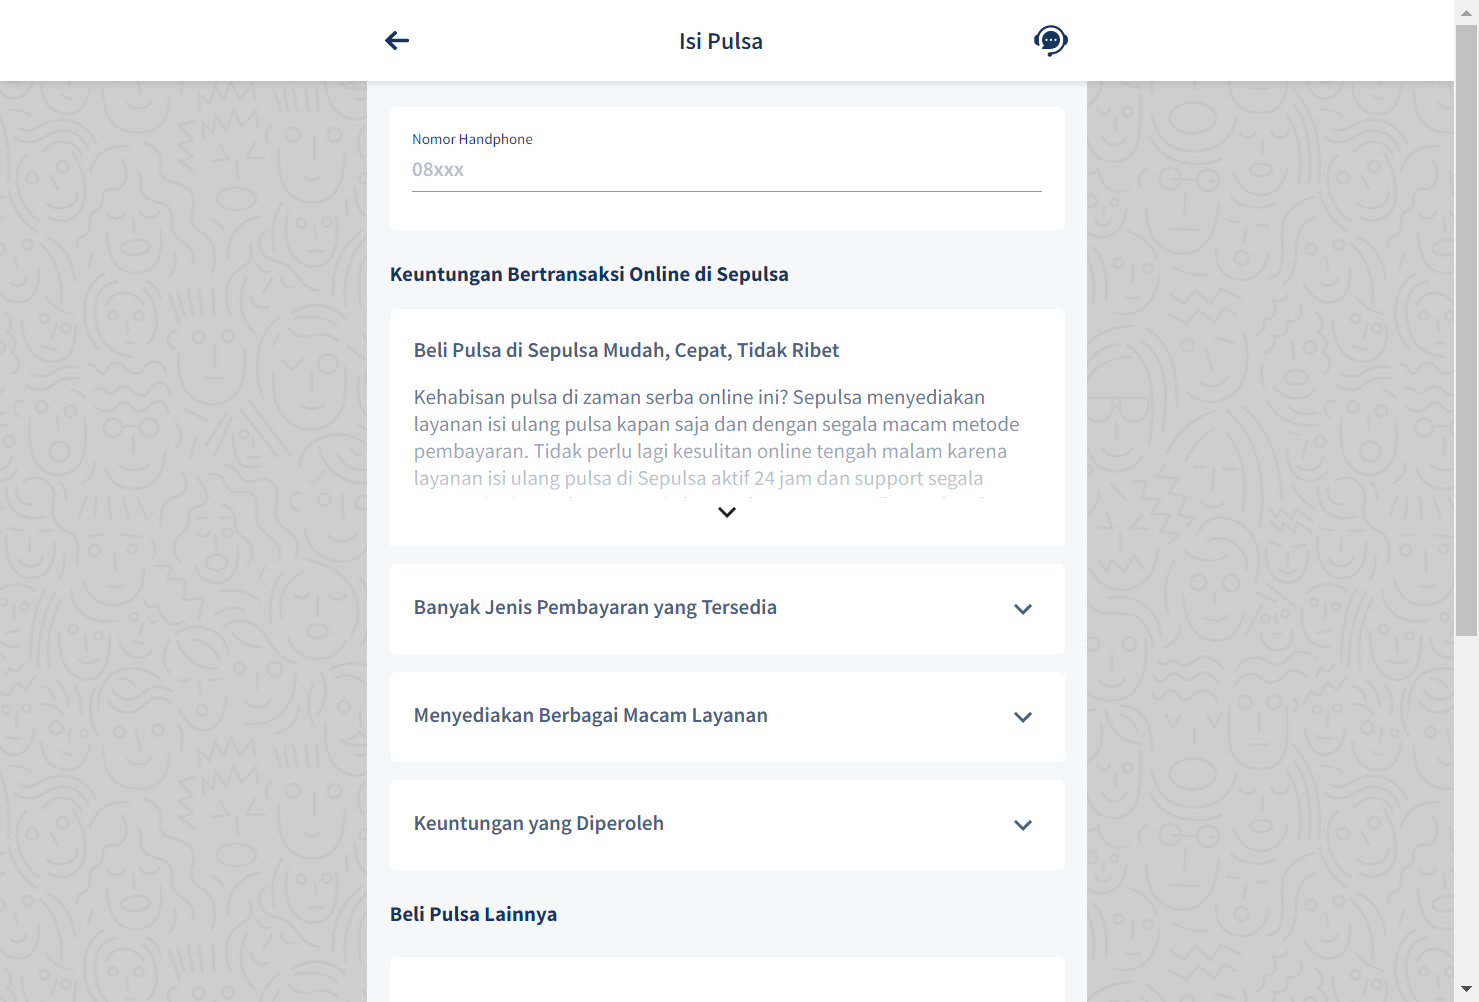 Isi Pulsa
Nomor Handphone
08xxx
Keuntungan Bertransaksi Online di Sepulsa
Beli Pulsa di Sepulsa Mudah, Cepat, Tidak Ribet
Kehabisan pulsa di zaman serba online ini? Sepulsa menyediakan
layanan isi ulang pulsa kapan saja dan dengan segala macam metode
pembayaran. Tidak perlu lagi kesulitan online tengah malam karena
layanan isi ulang pulsa di Sepulsa aktif 24 jam dan support segala
Banyak Jenis Pembayaran yang Tersedia
Menyediakan Berbagai Macam Layanan
Keuntungan yang Diperoleh
Beli Pulsa Lainnya